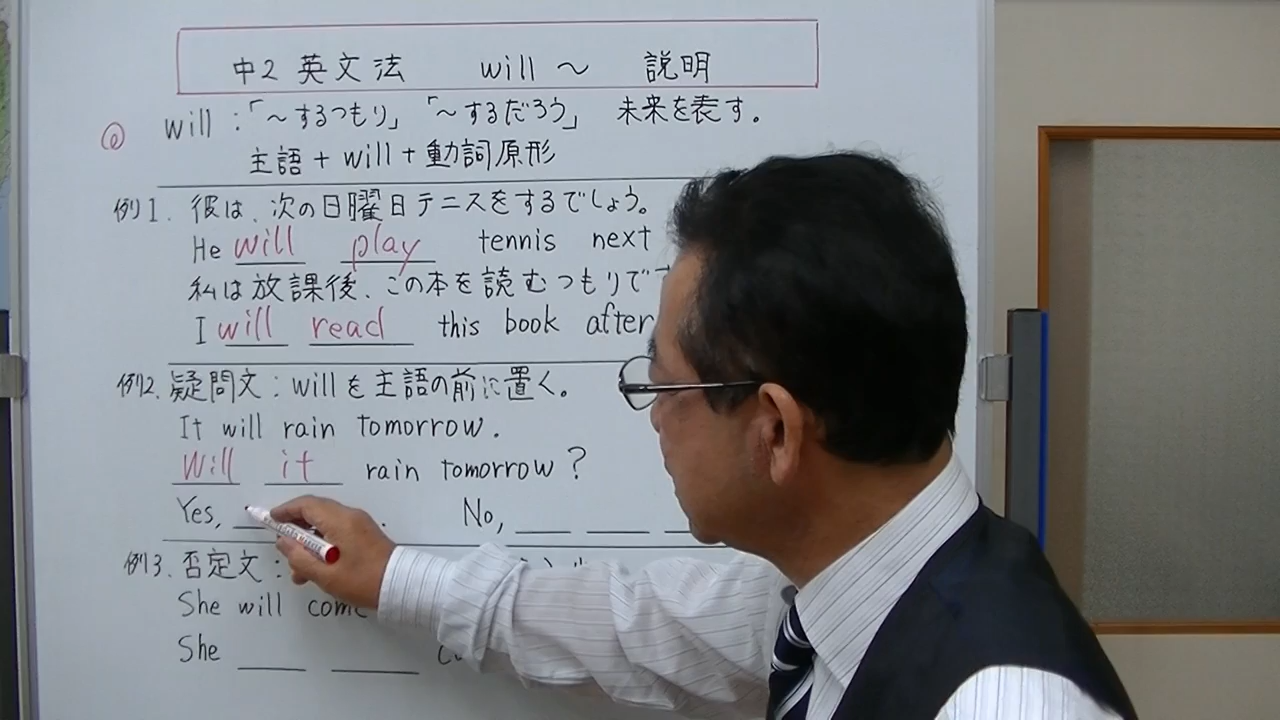 中2 英文法 will ～ 説明
◎ will：「～するつもり」「～するだろう」 未来を表す。
主語 + will + 動詞原形
例1. 彼は、次の日曜日テニスをするでしょう。
He will play tennis next
私は放課後、この本を読むつもりで
I will read this book after
例2. 疑問文：willを主語の前に置く。
It will rain tomorrow.
Will it rain tomorrow?
Yes, ___ . No, ___ ___ ___
例3. 否定文：
She will come
She ___ ___